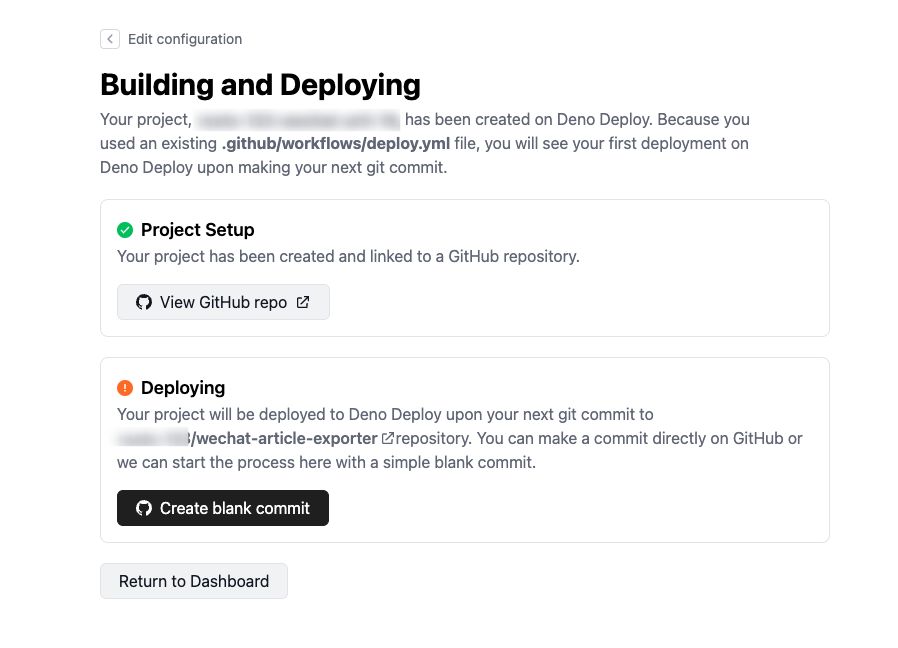 Edit configuration
Building and Deploying
Your project, has been created on Deno Deploy. Because you
used an existing .github/workflows/deploy.yml file, you will see your first deployment on
Deno Deploy upon making your next git commit.
Project Setup
Your project has been created and linked to a GitHub repository.
View GitHub repo
Deploying
Your project will be deployed to Deno Deploy upon your next git commit to
/wechat-article-exporter repository. You can make a commit directly on GitHub or
we can start the process here with a simple blank commit.
Create blank commit
Return to Dashboard